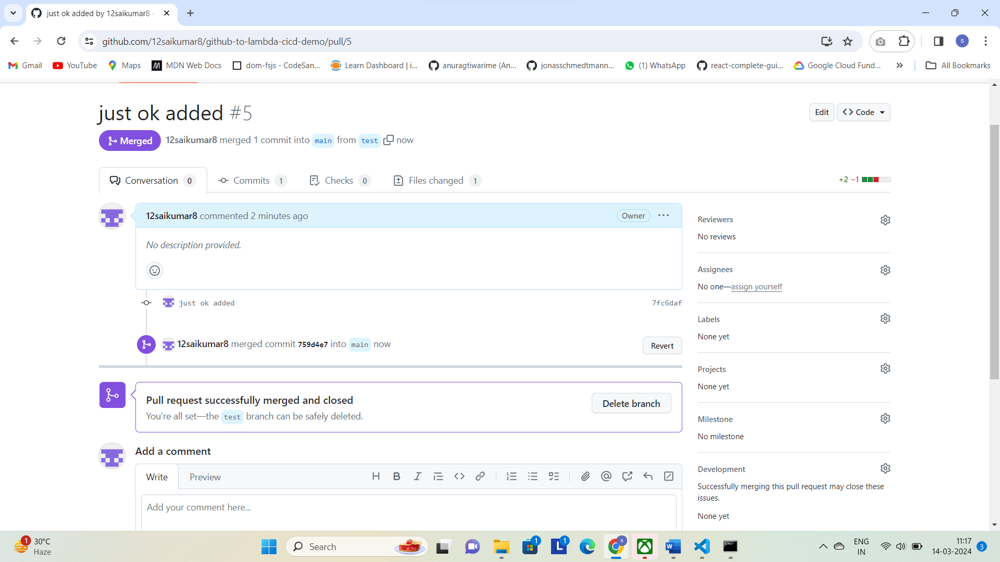 just ok added by 12saikumar8 ·
github.com/12saikumar8/github-to-lambda-cicd-demo/pull/5
S
Gmail YouTube Maps MDN Web Docs dom-fsjs - CodeSan... Learn Dashboard | i... anuragtiwarime (An... jonasschmedtmann... (1) WhatsApp react-complete-gui... Google Cloud Fund... » All Bookmarks
just ok added #5
Edit Code
Merged 12saikumar8 merged 1 commit into main from test now
Conversation 0 Commits 1 Checks 0 Files changed 1
+2 −1
12saikumar8 commented 2 minutes ago Owner ...
No description provided.
just ok added 7fc6daf
12saikumar8 merged commit 759d4e7 into main now Revert
Pull request successfully merged and closed
You're all set—the test branch can be safely deleted.
Delete branch
Add a comment
Write Preview H B I
Add your comment here...
Reviewers
No reviews
Assignees
No one—assign yourself
Labels
None yet
Projects
None yet
Milestone
No milestone
Development
Successfully merging this pull request may close these
issues.
None yet
1
30°C
Haze
Search
1
L 1
S
W
ENG
IN
11:17
14-03-2024
3